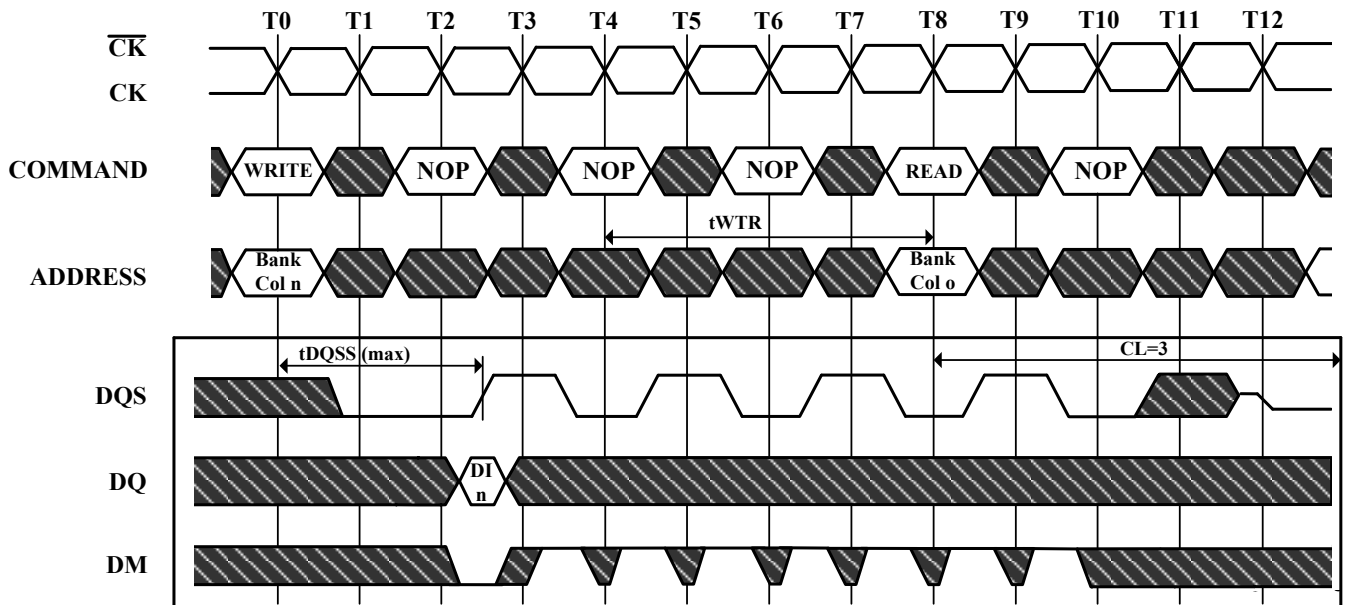 T0 T1 T2 T3 T4 T5 T6 T7 T8 T9 T10 T11 T12
CK
CK
COMMAND WRITE NOP NOP NOP READ NOP
tWTR
ADDRESS Bank Col n Bank Col o
tDQSS (max) CL=3
DQS
DQ DI n
DM